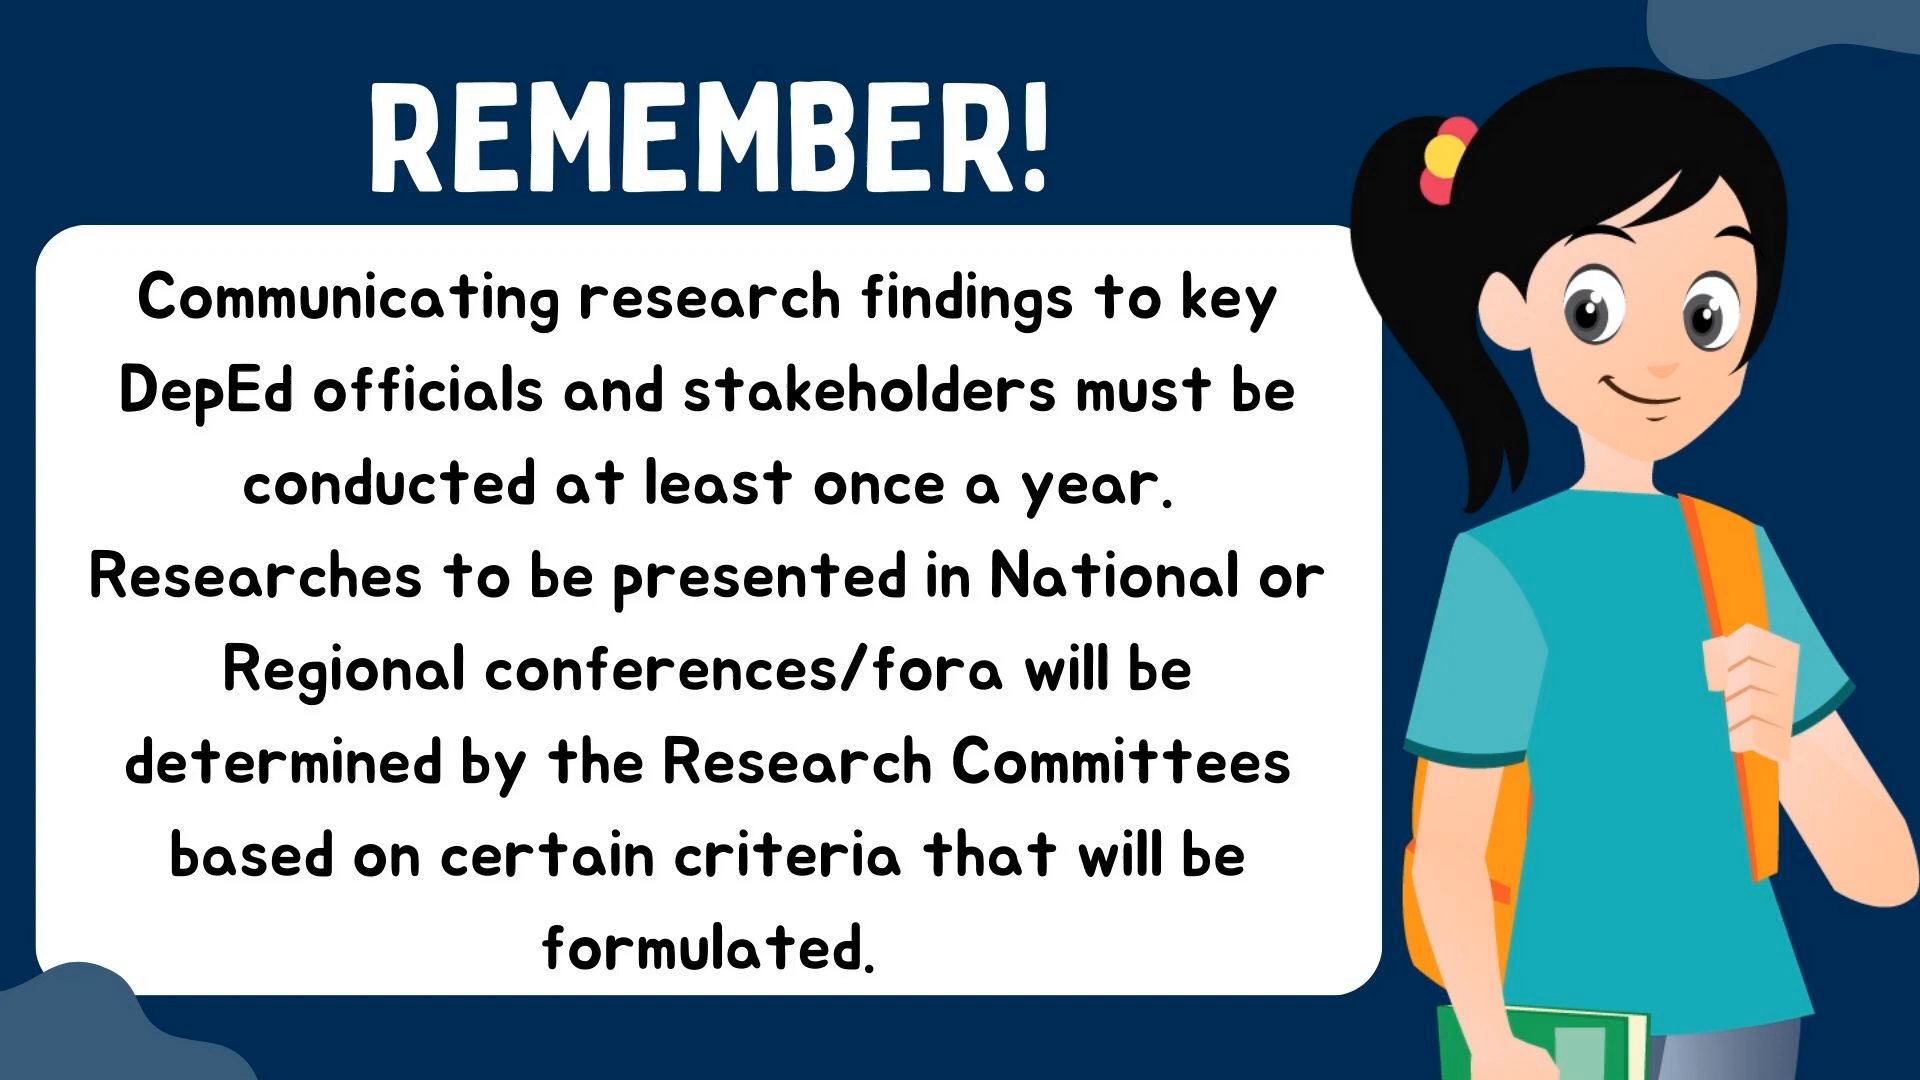 REMEMBER!
Communicating research findings to key
DepEd officials and stakeholders must be
conducted at least once a year.
Researches to be presented in National or
Regional conferences/fora will be
determined by the Research Committees
based on certain criteria that will be
formulated.